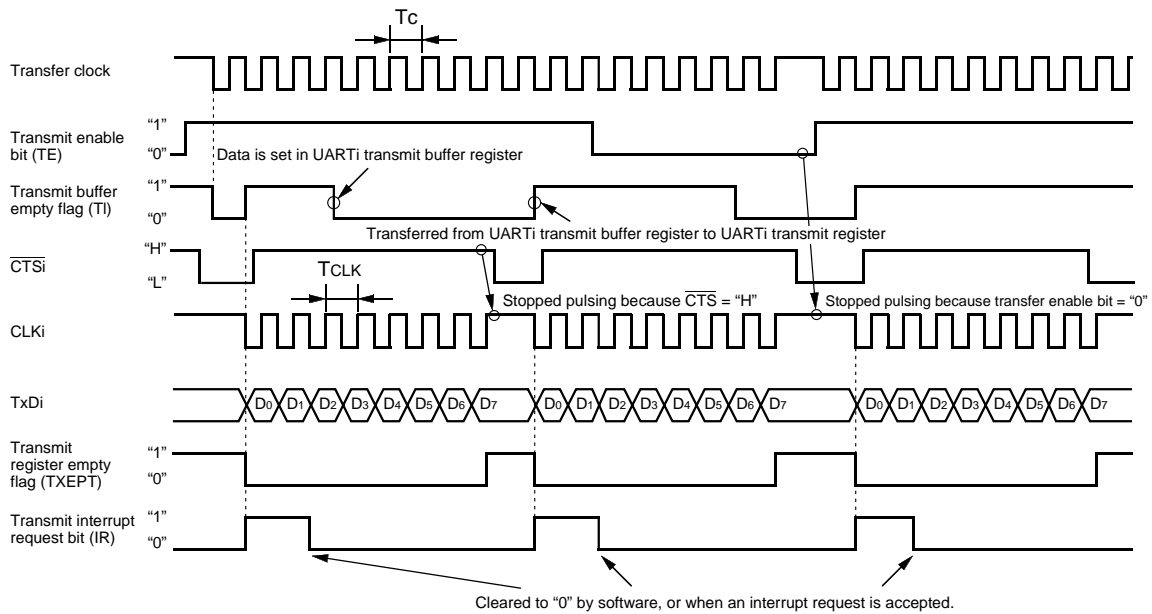 Tc
Transfer clock
Transmit enable
bit (TE)
“1”
“0”
Data is set in UARTi transmit buffer register
Transmit buffer
empty flag (TI)
“1”
“0”
Transferred from UARTi transmit buffer register to UARTi transmit register
CTSi
“H”
“L”
TCLK
Stopped pulsing because CTS = “H”
Stopped pulsing because transfer enable bit = “0”
CLKi
TxDi
D0 D1 D2 D3 D4 D5 D6 D7 D0 D1 D2 D3 D4 D5 D6 D7 D0 D1 D2 D3 D4 D5 D6 D7
Transmit
register empty
flag (TXEPT)
“1”
“0”
Transmit interrupt
request bit (IR)
“1”
“0”
Cleared to “0” by software, or when an interrupt request is accepted.